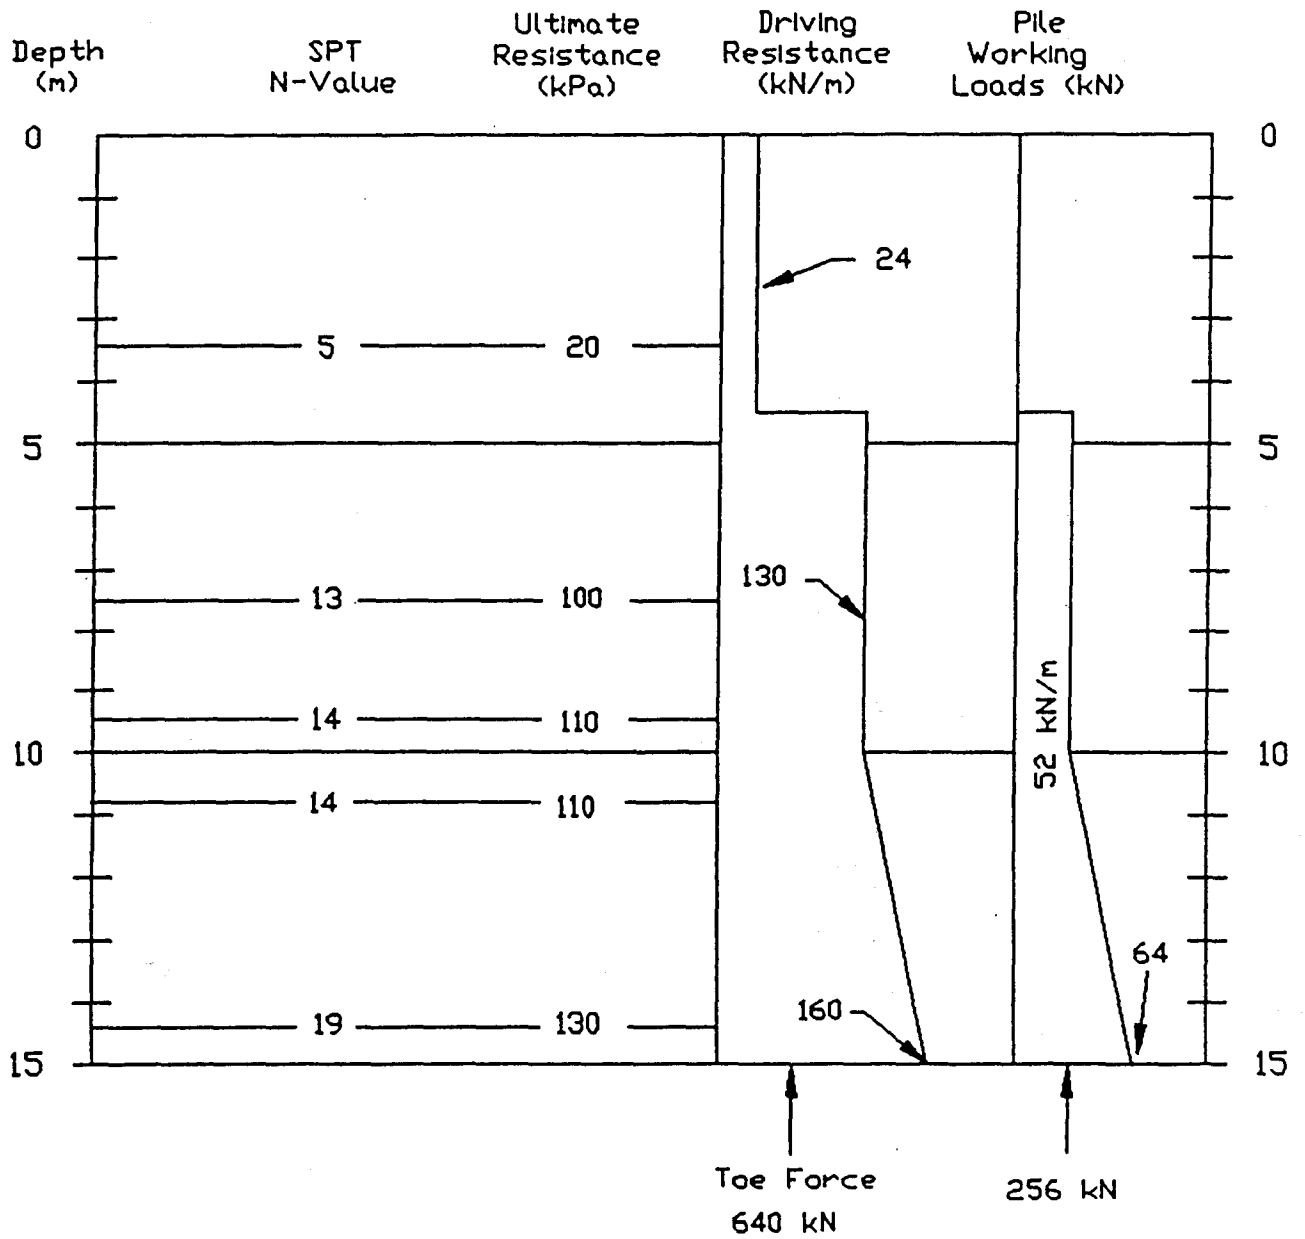 Depth
(m)
SPT
N-Value
Ultimate
Resistance
(kPa)
Driving
Resistance
(kN/m)
Pile
Working
Loads (kN)
0
0
24
5
20
5
5
130
13
100
52 kN/m
14
110
10
10
14
110
64
160
19
130
15
15
Toe Force
640 kN
256 kN